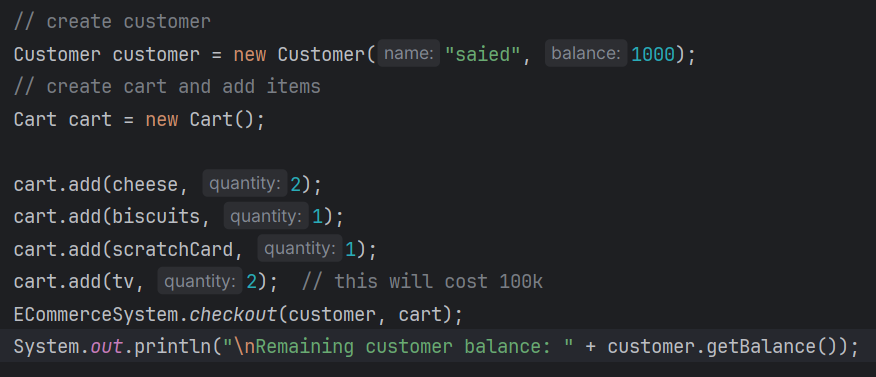 // create customer
Customer customer = new Customer( name: "saied", balance: 1000);
// create cart and add items
Cart cart = new Cart();
cart.add(cheese, quantity: 2);
cart.add(biscuits, quantity: 1);
cart.add(scratchCard, quantity: 1);
cart.add(tv, quantity: 2);  // this will cost 100k
ECommerceSystem.checkout(customer, cart);
System.out.println("\nRemaining customer balance: " + customer.getBalance());